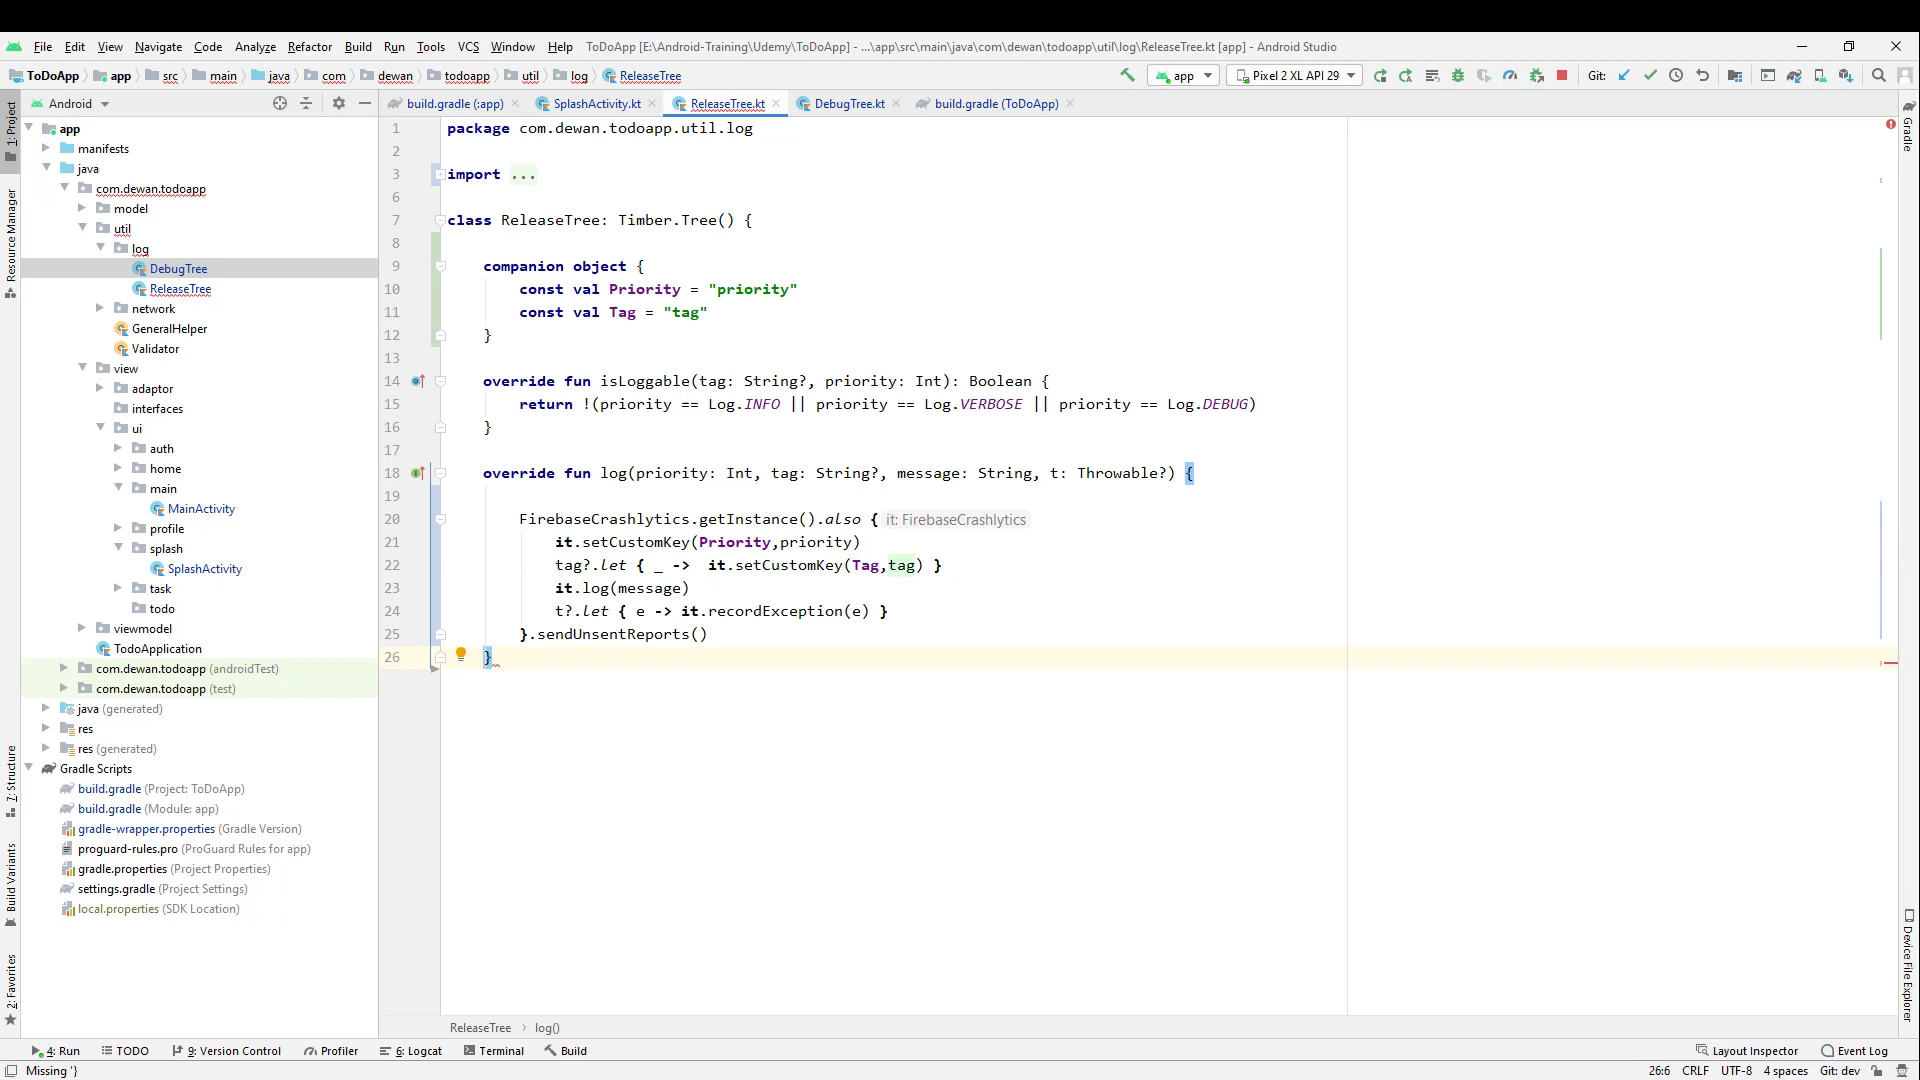 File Edit View Navigate Code Analyze Refactor Build Run Tools VCS Window Help ToDoApp [E:\Android-Training\Udemy\ToDoApp] - ...\app\src\main\java\com\dewan\todoapp\util\log\ReleaseTree.kt [app] - Android Studio
ToDoApp app src main java com dewan todoapp util log ReleaseTree app Pixel 2 XL API 29 Git:
Android build.gradle (:app) SplashActivity.kt ReleaseTree.kt DebugTree.kt build.gradle (ToDoApp)
1: Project
Resource Manager
7: Structure
Build Variants
2: Favorites
app
manifests
java
com.dewan.todoapp
model
util
log
DebugTree
ReleaseTree
network
GeneralHelper
Validator
view
adaptor
interfaces
ui
auth
home
main
MainActivity
profile
splash
SplashActivity
task
todo
viewmodel
TodoApplication
com.dewan.todoapp (androidTest)
com.dewan.todoapp (test)
java (generated)
res
res (generated)
Gradle Scripts
build.gradle (Project: ToDoApp)
build.gradle (Module: app)
gradle-wrapper.properties (Gradle Version)
proguard-rules.pro (ProGuard Rules for app)
gradle.properties (Project Properties)
settings.gradle (Project Settings)
local.properties (SDK Location)
1 package com.dewan.todoapp.util.log
2
3 import ...
6
7 class ReleaseTree: Timber.Tree() {
8
9 companion object {
10 const val Priority = "priority"
11 const val Tag = "tag"
12 }
13
14 override fun isLoggable(tag: String?, priority: Int): Boolean {
15 return !(priority == Log.INFO || priority == Log.VERBOSE || priority == Log.DEBUG)
16 }
17
18 override fun log(priority: Int, tag: String?, message: String, t: Throwable?) {
19
20 FirebaseCrashlytics.getInstance().also { it: FirebaseCrashlytics
21 it.setCustomKey(Priority,priority)
22 tag?.let { _ -> it.setCustomKey(Tag,tag) }
23 it.log(message)
24 t?.let { e -> it.recordException(e) }
25 }.sendUnsentReports()
26 }
Gradle
Device File Explorer
ReleaseTree › log()
4: Run TODO 9: Version Control Profiler 6: Logcat Terminal Build Layout Inspector Event Log
Missing '} 26:6 CRLF UTF-8 4 spaces Git: dev